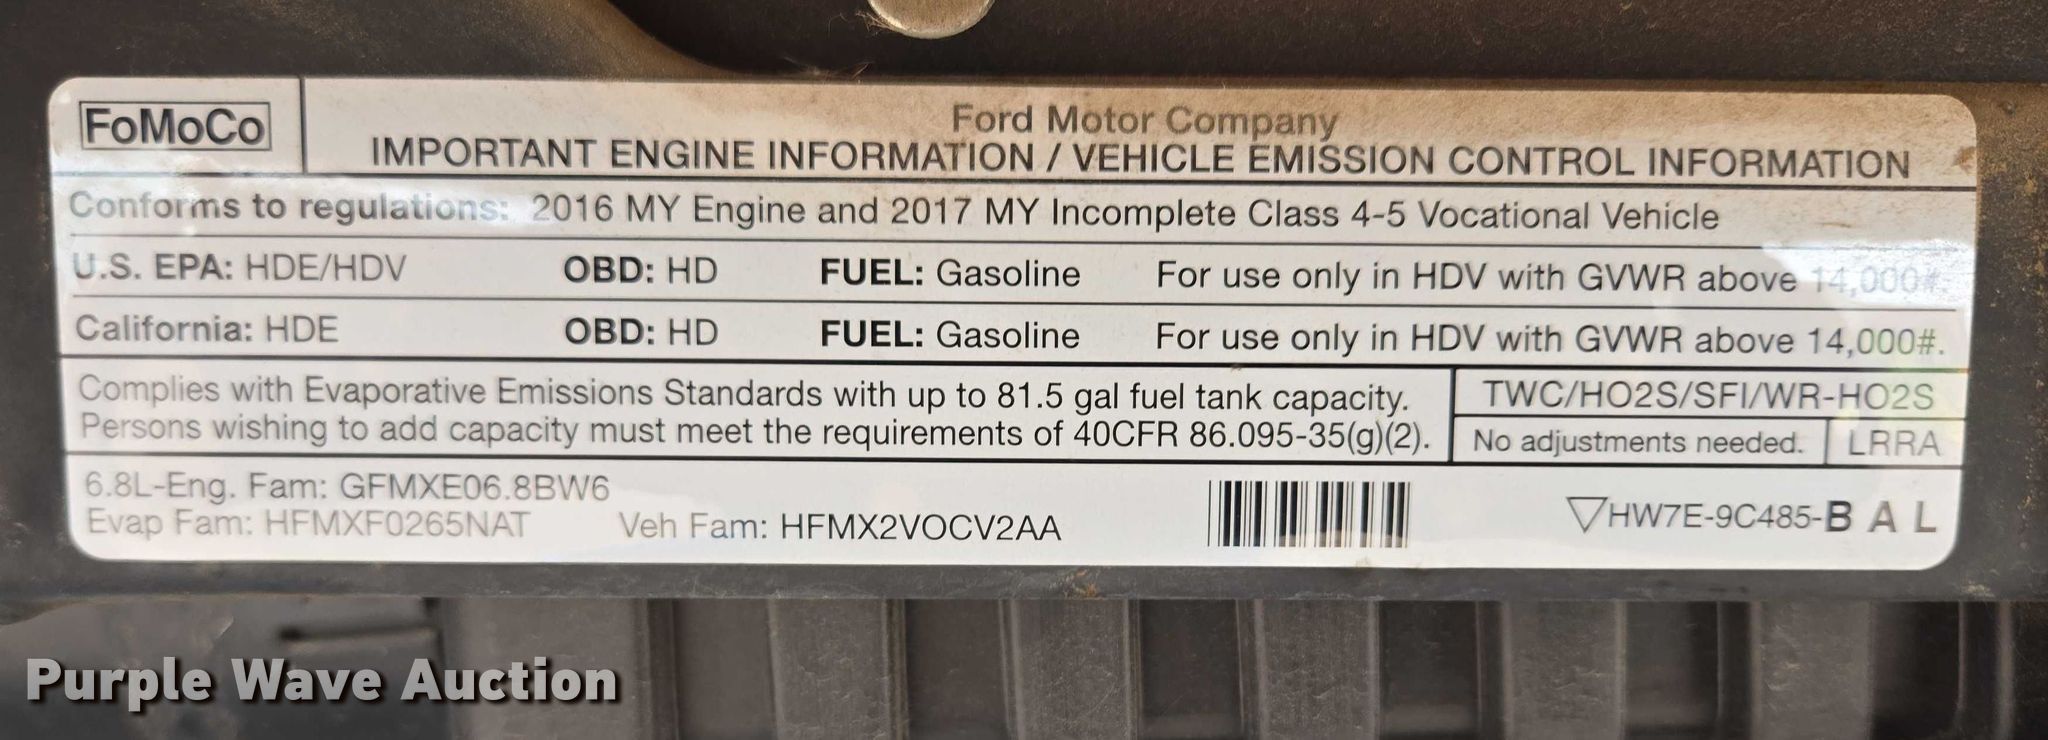 FoMoCo
Ford Motor Company
IMPORTANT ENGINE INFORMATION / VEHICLE EMISSION CONTROL INFORMATION
Conforms to regulations: 2016 MY Engine and 2017 MY Incomplete Class 4-5 Vocational Vehicle
U.S. EPA: HDE/HDV OBD: HD FUEL: Gasoline For use only in HDV with GVWR above 14,000#.
California: HDE OBD: HD FUEL: Gasoline For use only in HDV with GVWR above 14,000#.
Complies with Evaporative Emissions Standards with up to 81.5 gal fuel tank capacity.
Persons wishing to add capacity must meet the requirements of 40CFR 86.095-35(g)(2).
TWC/HO2S/SFI/WR-HO2S
No adjustments needed. LRRA
6.8L-Eng. Fam: GFMXE06.8BW6
Evap Fam: HFMXF0265NAT Veh Fam: HFMX2VOCV2AA
▽HW7E-9C485-B A L
Purple Wave Auction